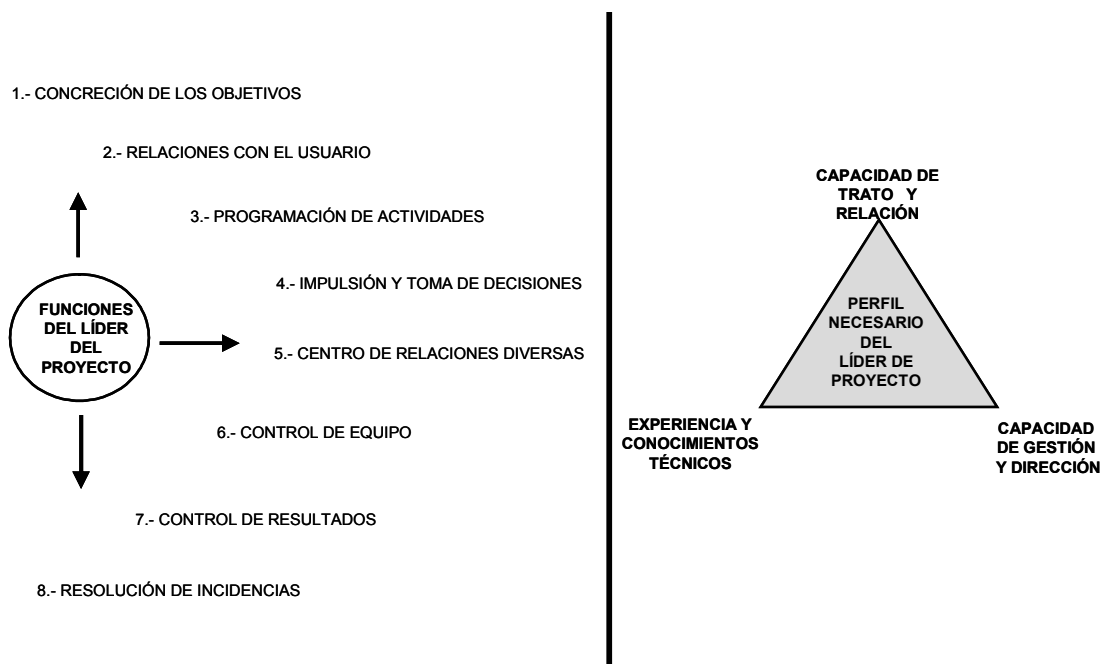 1.- CONCRECIÓN DE LOS OBJETIVOS
2.- RELACIONES CON EL USUARIO
3.- PROGRAMACIÓN DE ACTIVIDADES
4.- IMPULSIÓN Y TOMA DE DECISIONES
FUNCIONES
DEL LÍDER
DEL
PROYECTO
5.- CENTRO DE RELACIONES DIVERSAS
6.- CONTROL DE EQUIPO
7.- CONTROL DE RESULTADOS
8.- RESOLUCIÓN DE INCIDENCIAS
CAPACIDAD DE
TRATO Y
RELACIÓN
PERFIL
NECESARIO
DEL
LÍDER DE
PROYECTO
EXPERIENCIA Y
CONOCIMIENTOS
TÉCNICOS
CAPACIDAD
DE GESTIÓN
Y DIRECCIÓN